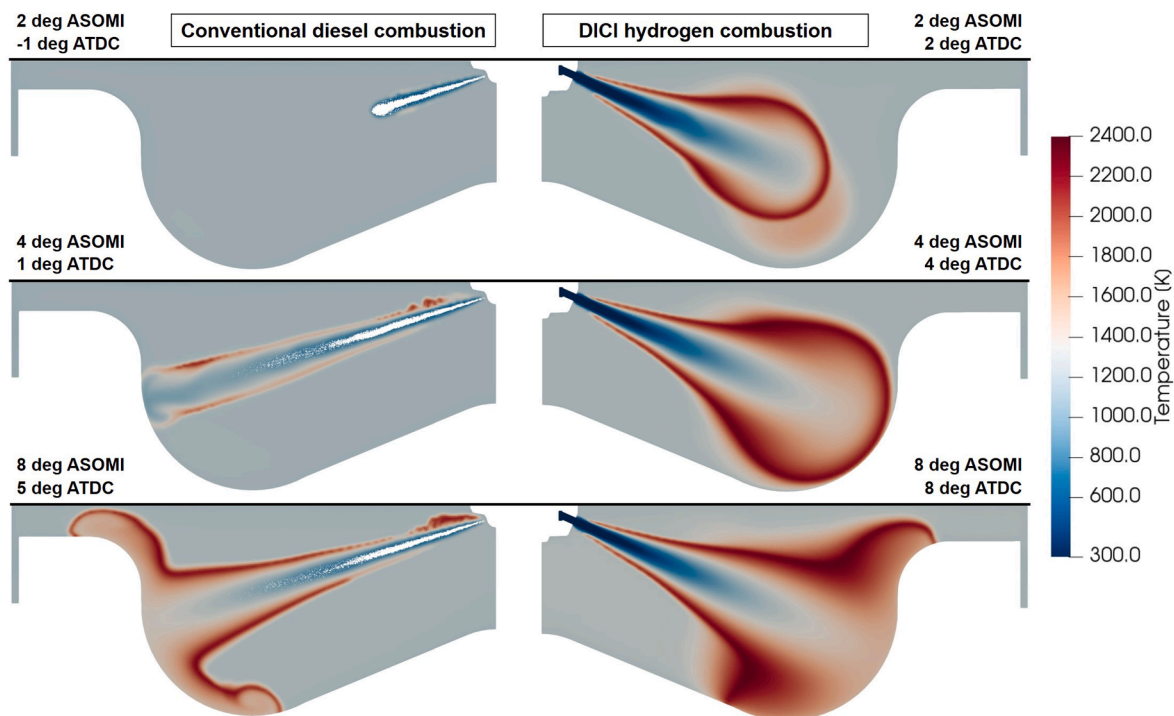 2 deg ASOMI
-1 deg ATDC
Conventional diesel combustion
DICI hydrogen combustion
2 deg ASOMI
2 deg ATDC
4 deg ASOMI
1 deg ATDC
4 deg ASOMI
4 deg ATDC
8 deg ASOMI
5 deg ATDC
8 deg ASOMI
8 deg ATDC
2400.0
2200.0
2000.0
1800.0
1600.0
1400.0
1200.0
1000.0
800.0
600.0
300.0
Temperature (K)